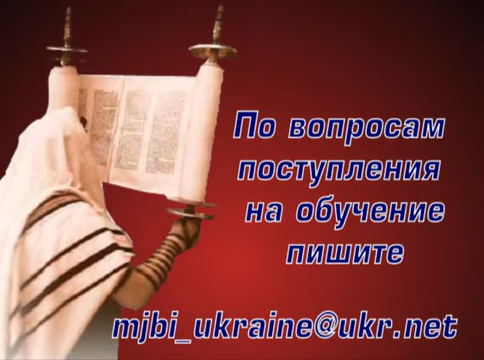 По вопросам
поступления
на обучение
пишите
mjbi_ukraine@ukr.net